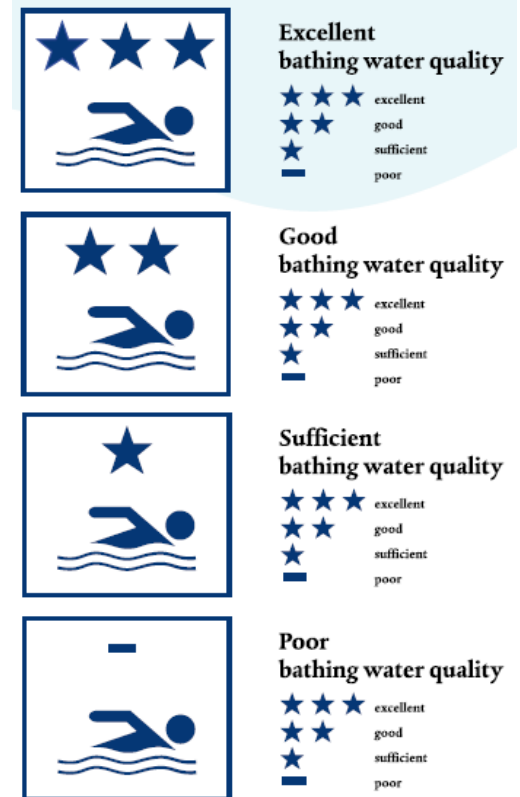 Excellent
bathing water quality
excellent
good
sufficient
poor
Good
bathing water quality
excellent
good
sufficient
poor
Sufficient
bathing water quality
excellent
good
sufficient
poor
Poor
bathing water quality
excellent
good
sufficient
poor